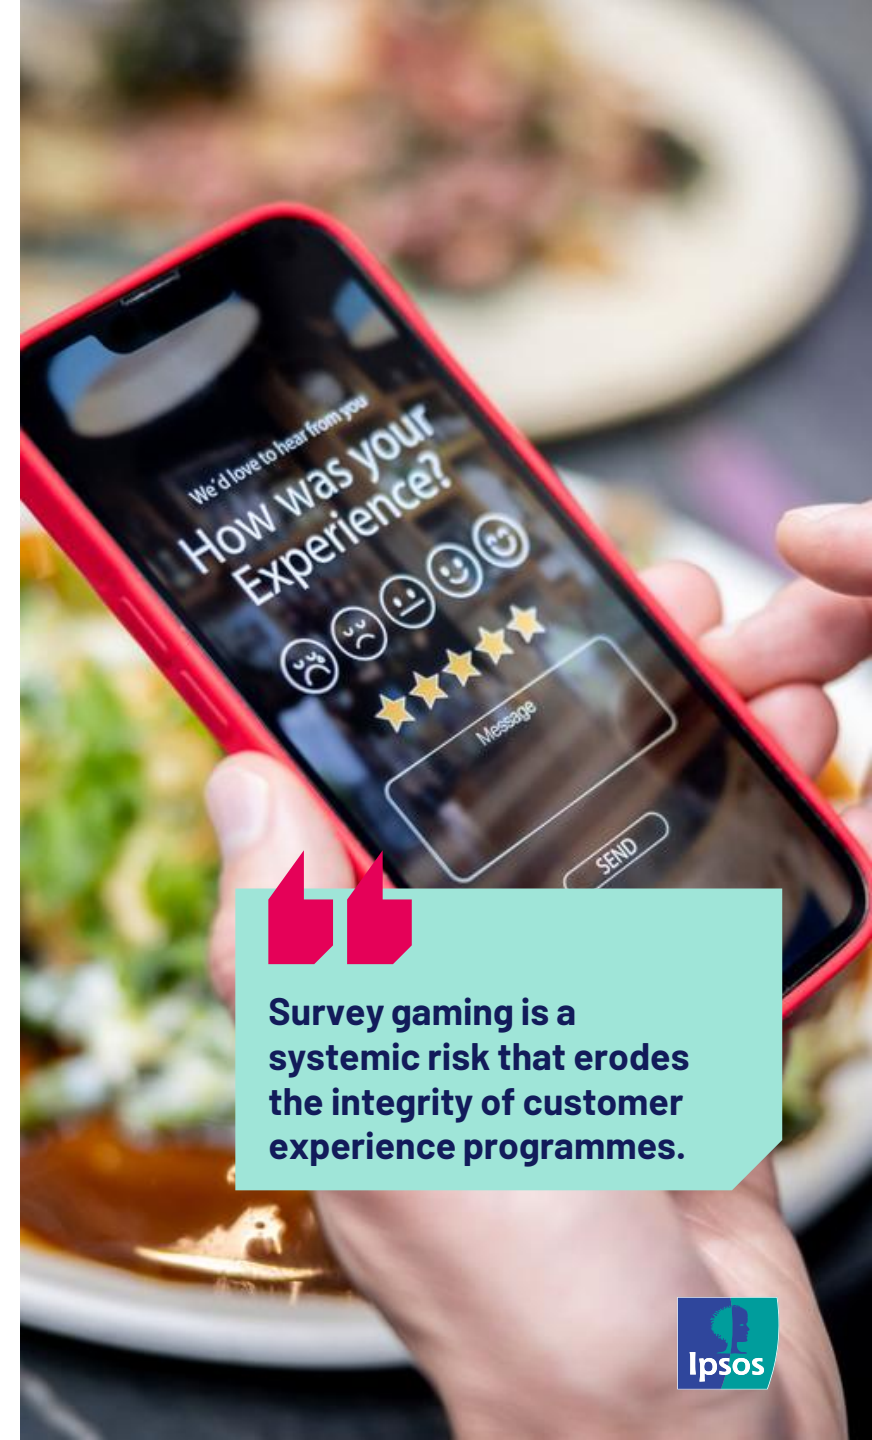 We'd love to hear from you
How was your
Experience?
Message
SEND
Survey gaming is a
systemic risk that erodes
the integrity of customer
experience programmes.
Ipsos